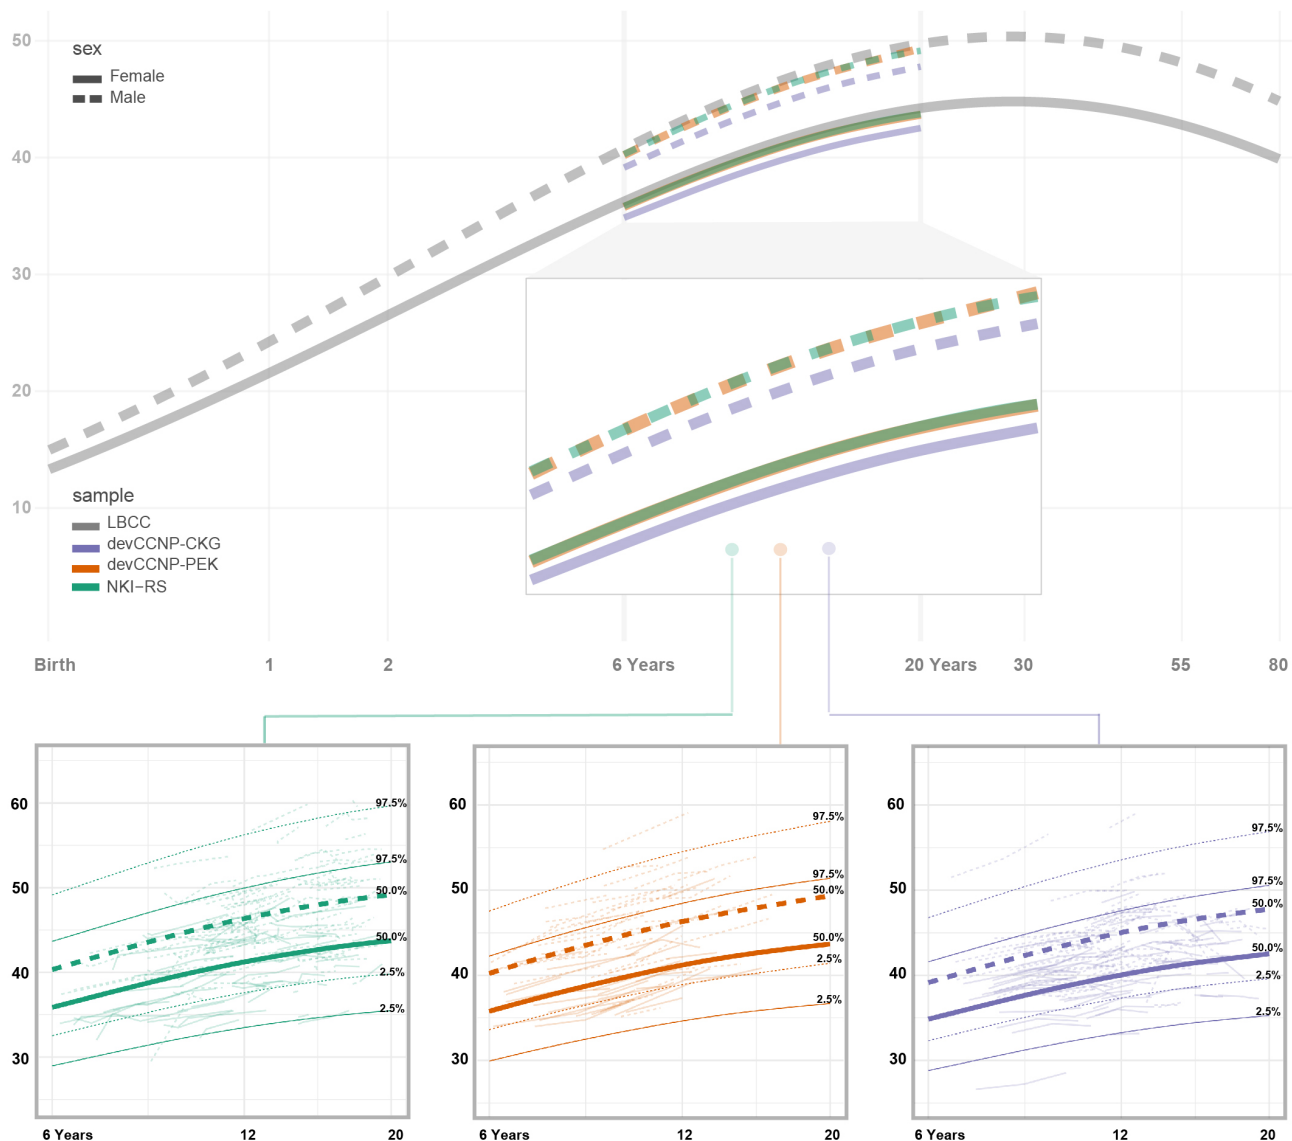 50
sex
Female
Male
40
30
20
sample
10
LBCC
devCCNP-CKG
devCCNP-PEK
NKI−RS
Birth 1 2 6 Years 20 Years 30 55 80
60
97.5%
97.5%
50
50.0%
50.0%
40
2.5%
2.5%
30
6 Years 12 20
60
97.5%
97.5%
50
50.0%
50.0%
40
2.5%
2.5%
30
6 Years 12 20
60
97.5%
97.5%
50
50.0%
50.0%
40
2.5%
2.5%
30
6 Years 12 20